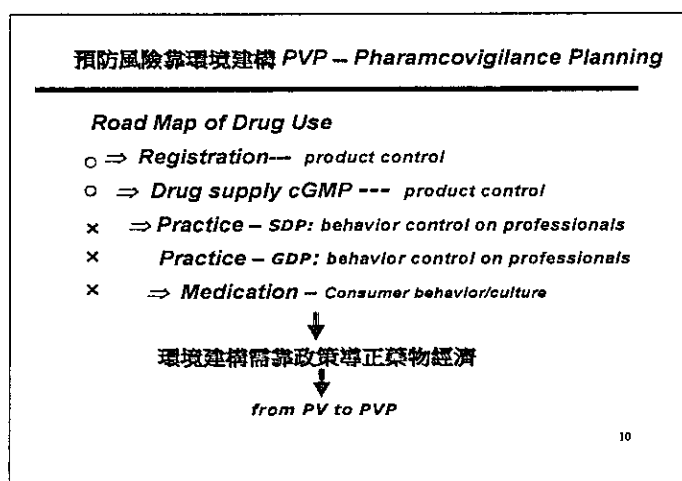 預防風險靠環境建構 PVP – Pharamcovigilance Planning
Road Map of Drug Use
○ ⇒ Registration--- product control
○ ⇒ Drug supply cGMP --- product control
× ⇒ Practice – SDP: behavior control on professionals
× Practice – GDP: behavior control on professionals
× ⇒ Medication – Consumer behavior/culture
環境建構需靠政策導正藥物經濟
from PV to PVP
10